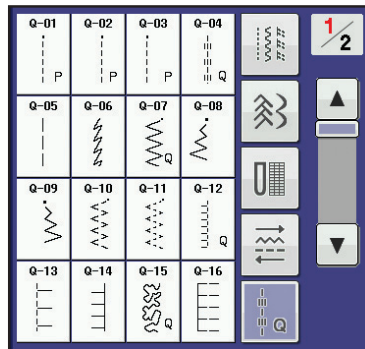 Q-01 Q-02 Q-03 Q-04
P P P Q
1/2
Q-05 Q-06 Q-07 Q-08
Q
Q-09 Q-10 Q-11 Q-12
Q
Q-13 Q-14 Q-15 Q-16
Q
Q